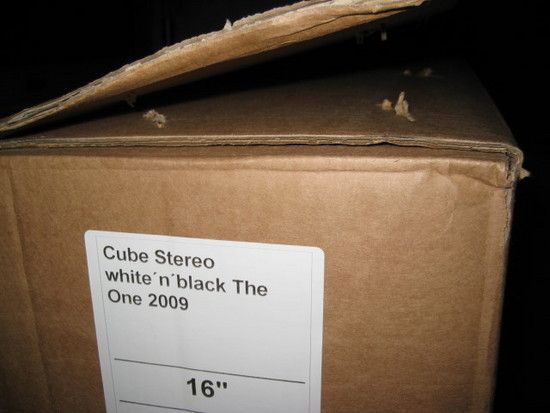 Cube Stereo
white´n´black The
One 2009
16"